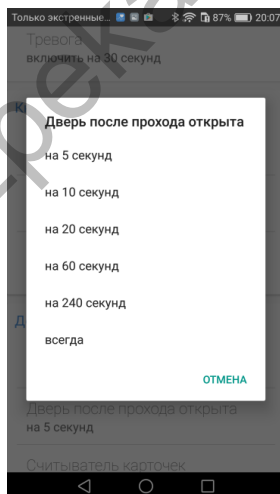 Только экстренные... 87% 20:07
Тревога
включить на 30 секунд
Дверь после прохода открыта
на 5 секунд
на 10 секунд
на 20 секунд
на 60 секунд
на 240 секунд
всегда
ОТМЕНА
Дверь после прохода открыта
на 5 секунд
Считыватель карточек